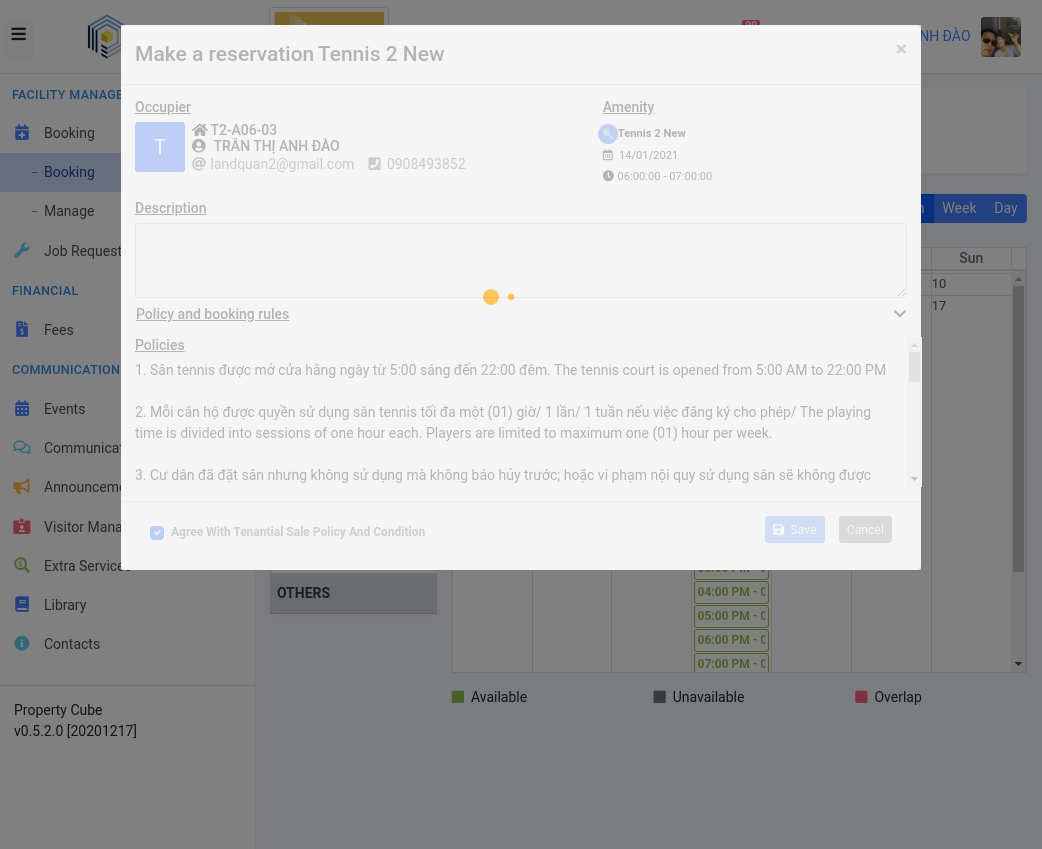 Make a reservation Tennis 2 New
×
NH ĐÀO
Occupier
T
T2-A06-03
TRẦN THỊ ANH ĐÀO
landquan2@gmail.com 0908493852
Amenity
Tennis 2 New
14/01/2021
06:00:00 - 07:00:00
Description
Policy and booking rules
Policies
1. Sân tennis được mở cửa hằng ngày từ 5:00 sáng đến 22:00 đêm. The tennis court is opened from 5:00 AM to 22:00 PM
2. Mỗi căn hộ được quyền sử dụng sân tennis tối đa một (01) giờ/ 1 lần/ 1 tuần nếu việc đăng ký cho phép/ The playing
time is divided into sessions of one hour each. Players are limited to maximum one (01) hour per week.
3. Cư dân đã đặt sân nhưng không sử dụng mà không báo hủy trước; hoặc vi phạm nội quy sử dụng sân sẽ không được
Agree With Tenantial Sale Policy And Condition
Save
Cancel
FACILITY MANAGE
Booking
Booking
Manage
Job Request
FINANCIAL
Fees
COMMUNICATION
Events
Communica
Announceme
Visitor Mana
Extra Services
Library
Contacts
Property Cube
v0.5.2.0 [20201217]
Week
Day
Sun
10
17
OTHERS
04:00 PM - 0
05:00 PM - 0
06:00 PM - 0
07:00 PM - 0
Available
Unavailable
Overlap